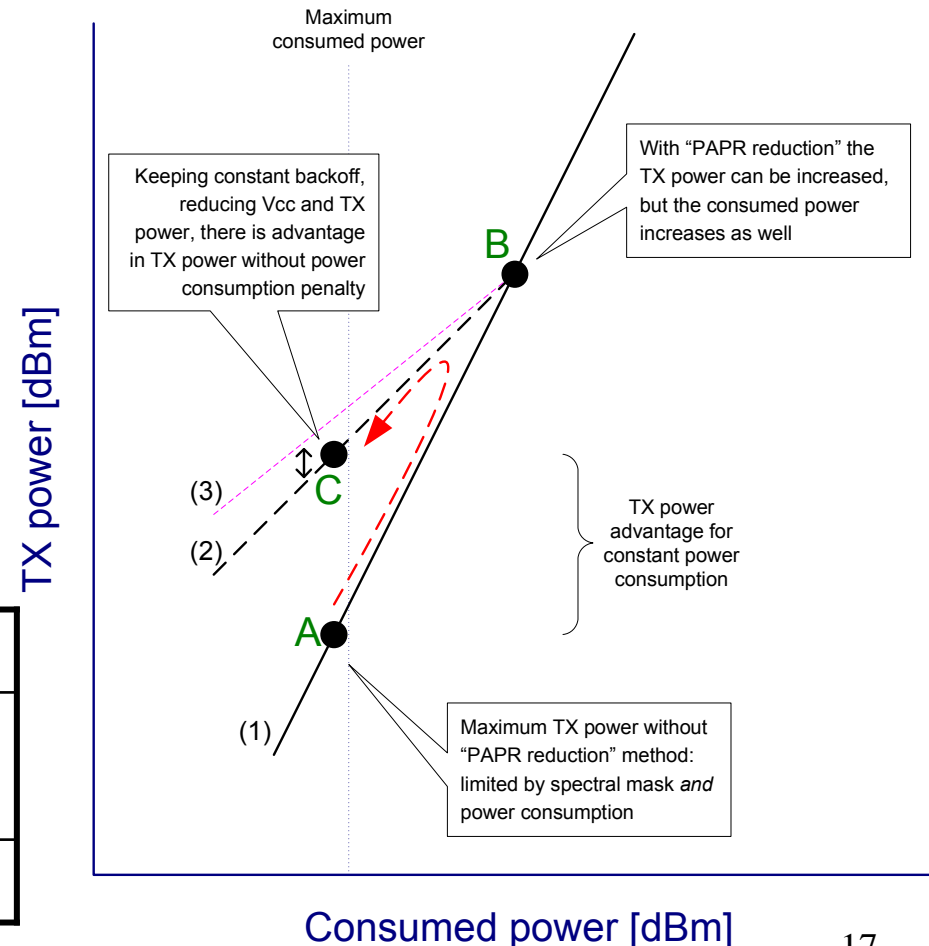 Maximum
consumed power
Keeping constant backoff,
reducing Vcc and TX
power, there is advantage
in TX power without power
consumption penalty
With “PAPR reduction” the
TX power can be increased,
but the consumed power
increases as well
B
TX power [dBm]
(3)
C
(2)
TX power
advantage for
constant power
consumption
A
(1)
Maximum TX power without
“PAPR reduction” method:
limited by spectral mask and
power consumption
Consumed power [dBm]
17